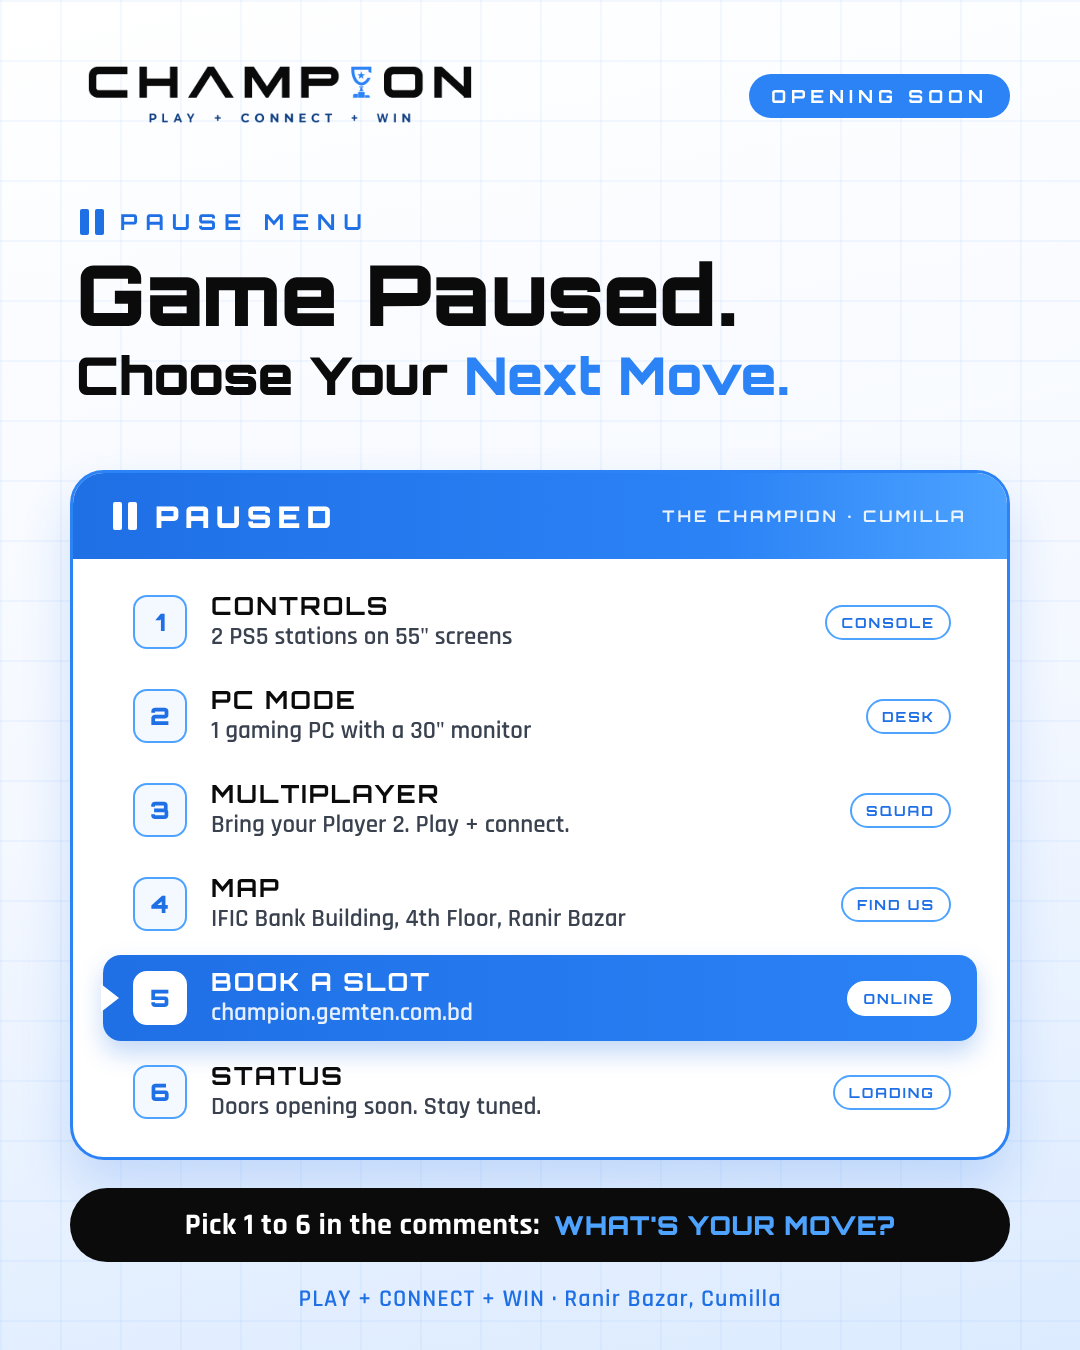 CHAMPION
PLAY + CONNECT + WIN
OPENING SOON
PAUSE MENU
Game Paused.
Choose Your Next Move.
PAUSED
THE CHAMPION · CUMILLA
1
CONTROLS
2 PS5 stations on 55" screens
CONSOLE
2
PC MODE
1 gaming PC with a 30" monitor
DESK
3
MULTIPLAYER
Bring your Player 2. Play + connect.
SQUAD
4
MAP
IFIC Bank Building, 4th Floor, Ranir Bazar
FIND US
5
BOOK A SLOT
champion.gemten.com.bd
ONLINE
6
STATUS
Doors opening soon. Stay tuned.
LOADING
Pick 1 to 6 in the comments: WHAT'S YOUR MOVE?
PLAY + CONNECT + WIN · Ranir Bazar, Cumilla